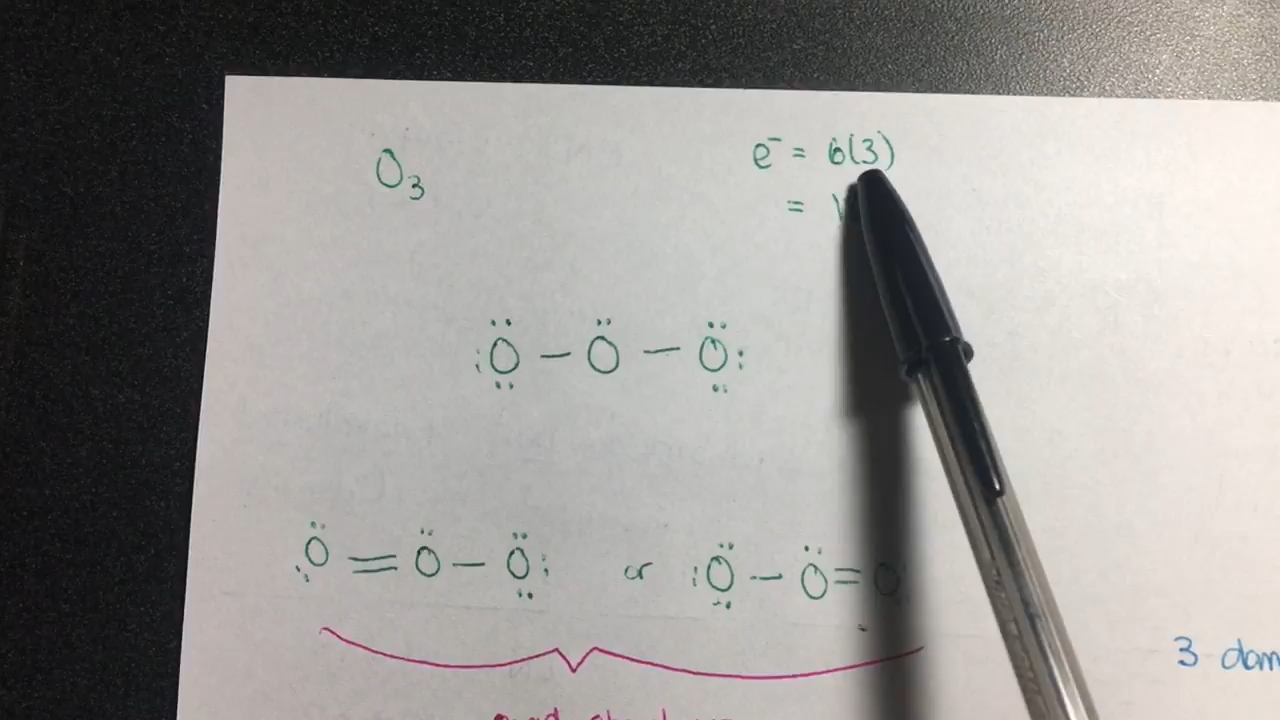 O₃
e⁻ = 6(3)
=
:Ö – Ö – Ö:
Ö = Ö – Ö: or :Ö – Ö = O
3